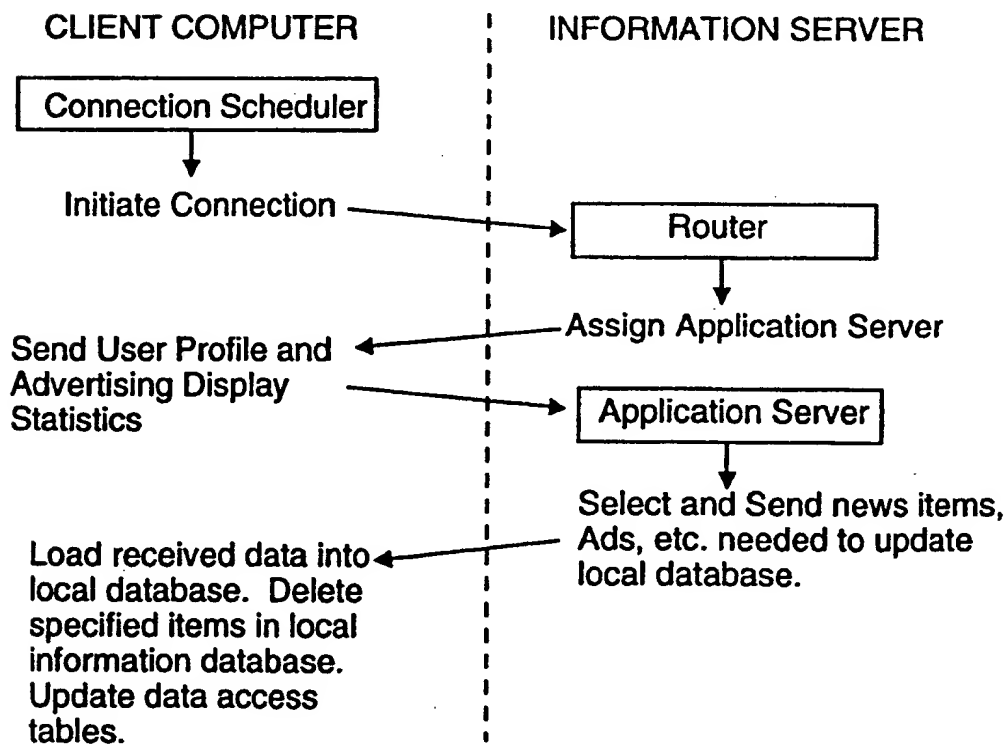 CLIENT COMPUTER
INFORMATION SERVER
Connection Scheduler
Initiate Connection
Router
Assign Application Server
Send User Profile and
Advertising Display
Statistics
Application Server
Select and Send news items,
Ads, etc. needed to update
local database.
Load received data into
local database. Delete
specified items in local
information database.
Update data access
tables.